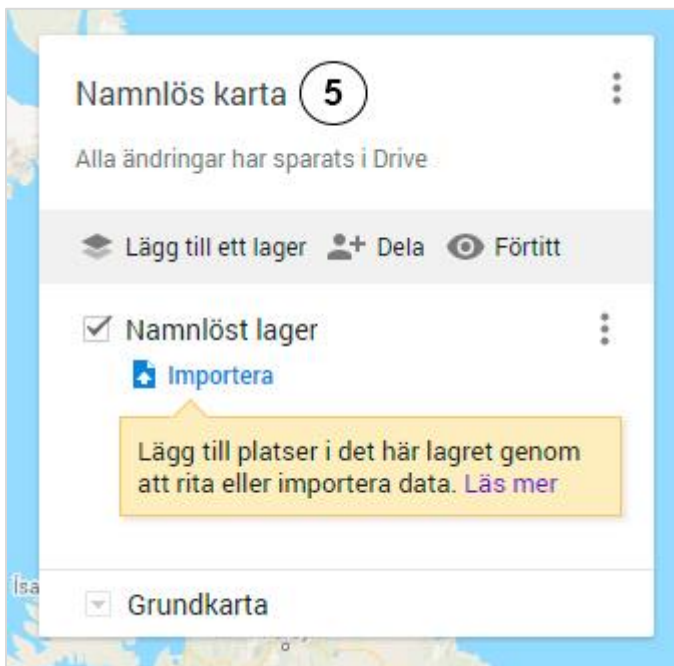 Namnlös karta 5
Alla ändringar har sparats i Drive
Lägg till ett lager Dela Förtitt
Namnlöst lager
Importera
Lägg till platser i det här lagret genom
att rita eller importera data. Läs mer
Grundkarta